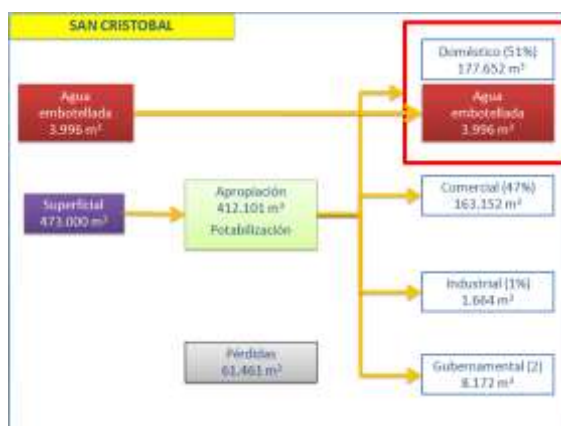 SAN CRISTOBAL
Doméstico (51%)
177.652 m³
Agua
embotellada
3.996 m³
Agua
embotellada
3.996 m³
Superficial
473.000 m³
Apropiación
412.101 m³
Potabilización
Comercial (47%)
163.152 m³
Industrial (1%)
1.664 m³
Pérdidas
61.461 m³
Gubernamental (2)
8.172 m³